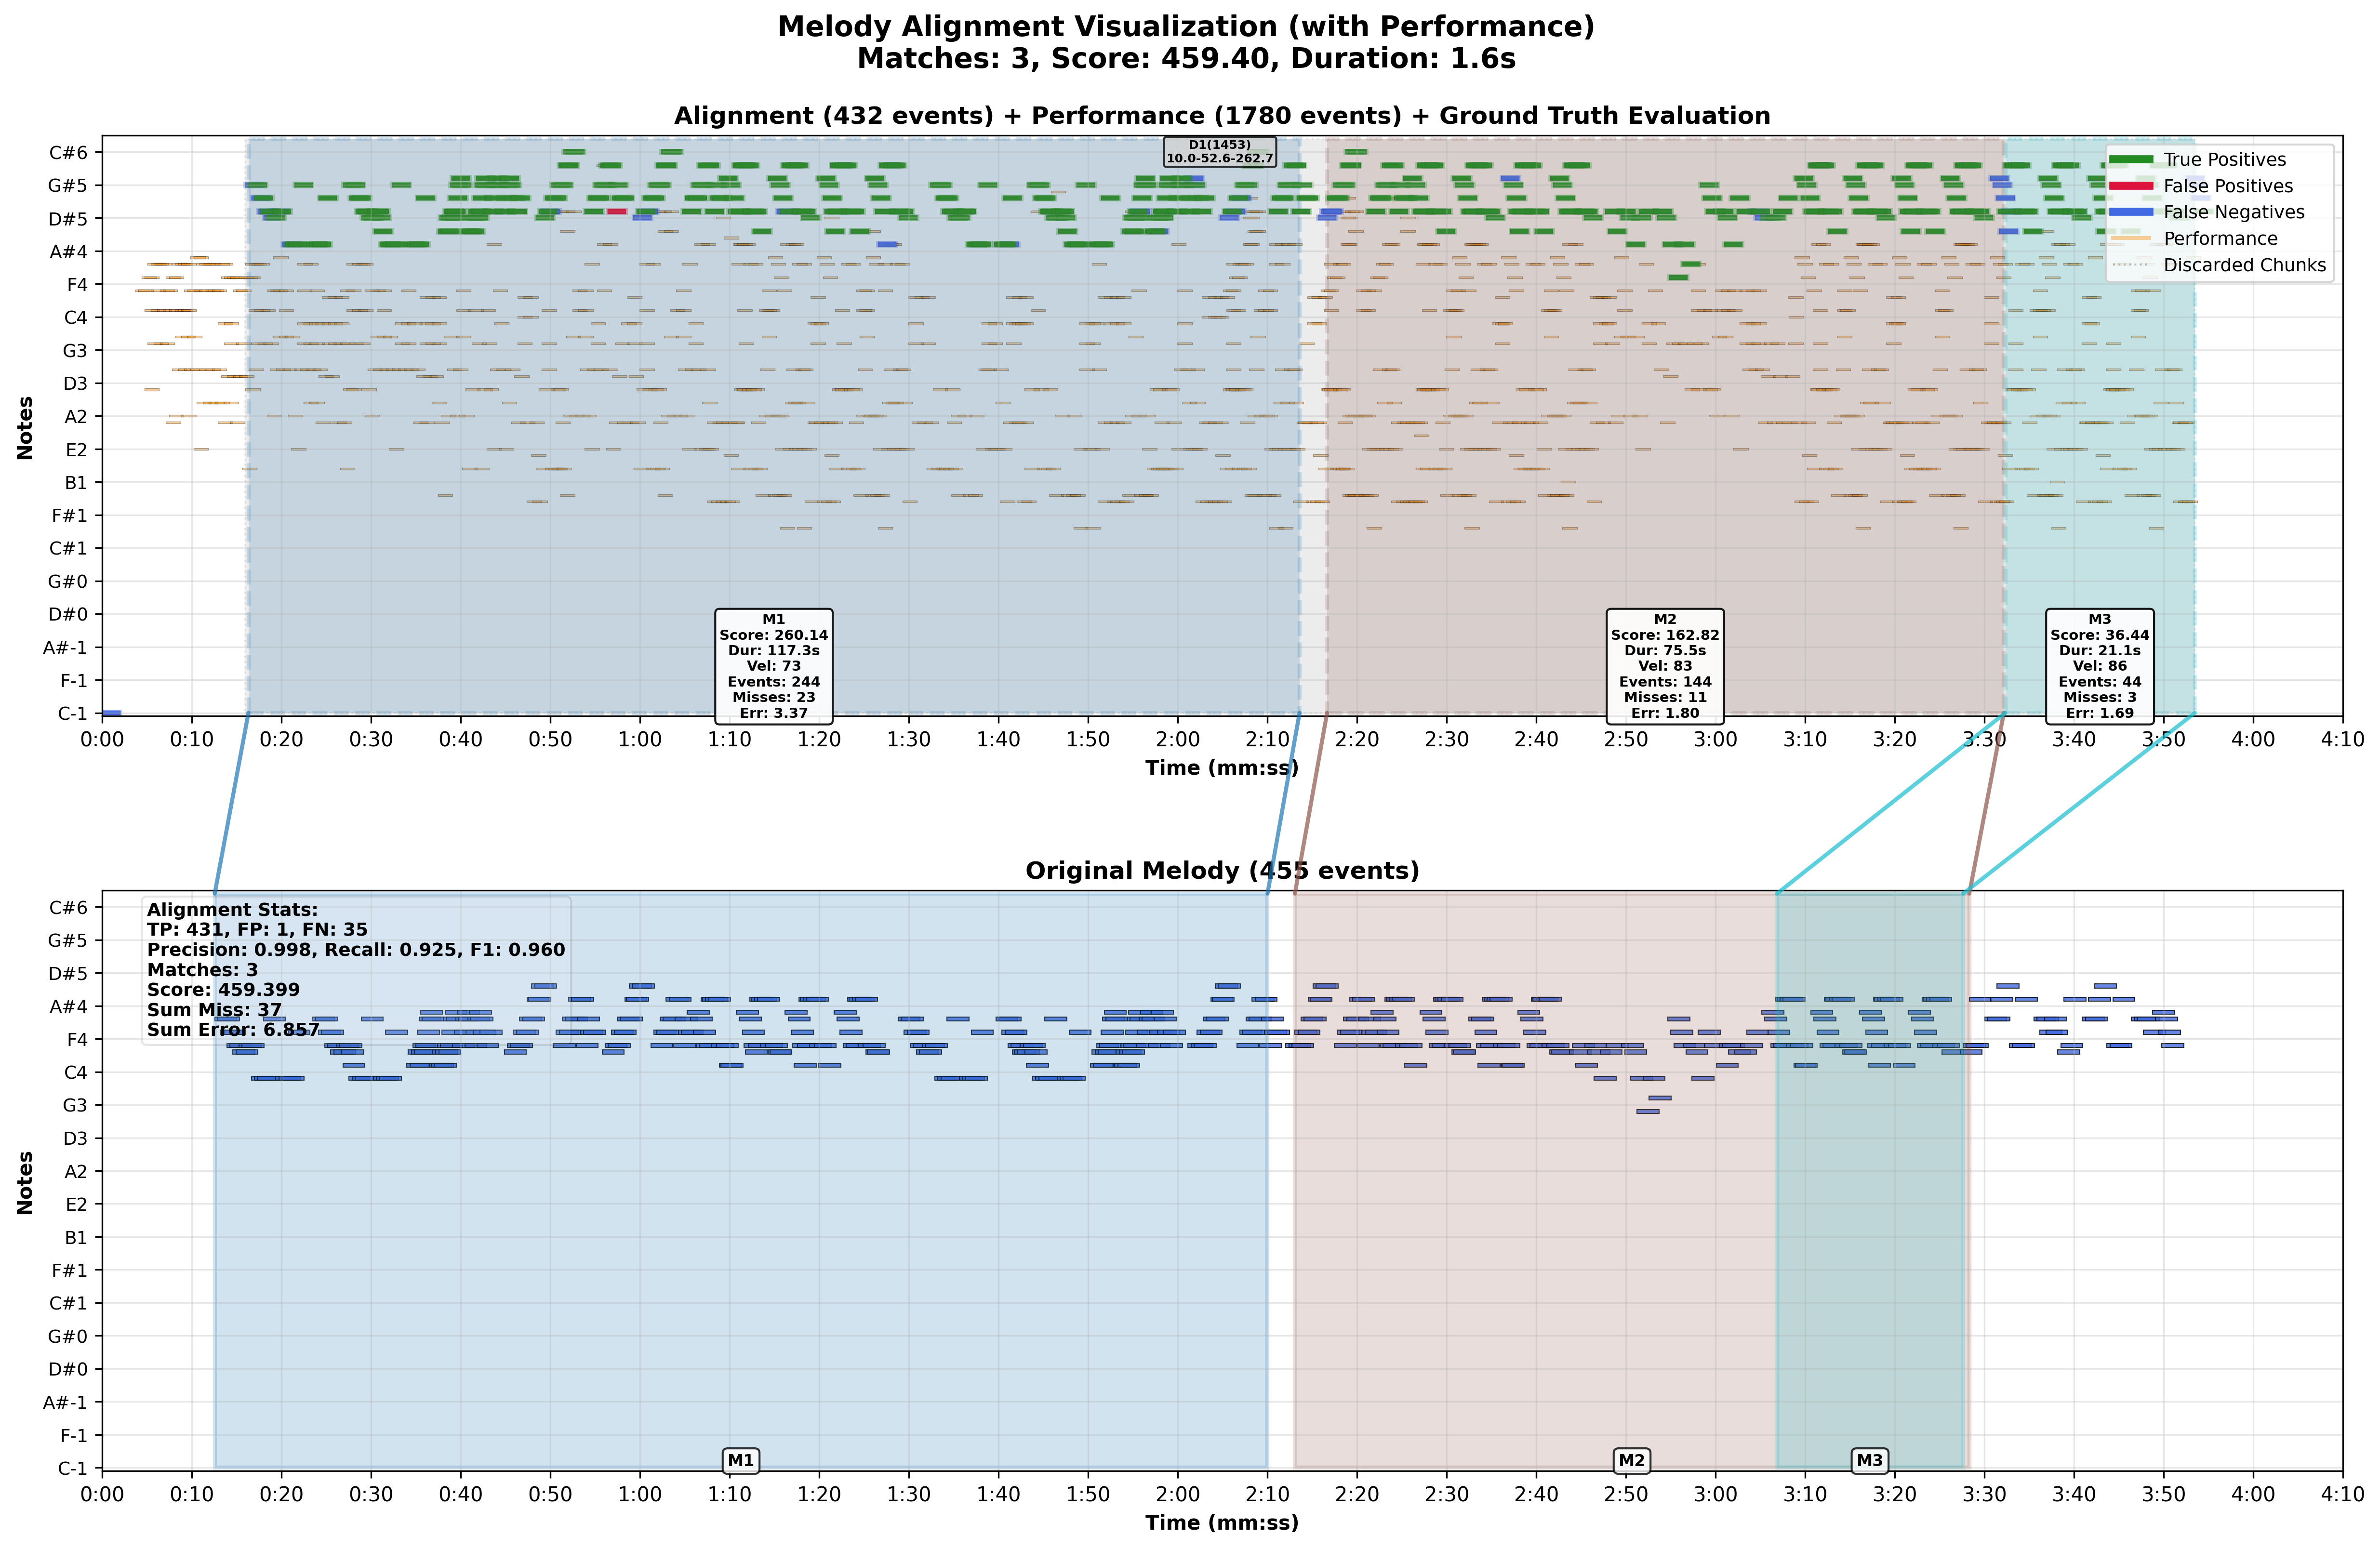 Melody Alignment Visualization (with Performance)
Matches: 3, Score: 459.40, Duration: 1.6s
Alignment (432 events) + Performance (1780 events) + Ground Truth Evaluation
D1(1453)
10.0-52.6-262.7
True Positives
False Positives
False Negatives
Performance
Discarded Chunks
Notes
C#6
G#5
D#5
A#4
F4
C4
G3
D3
A2
E2
B1
F#1
C#1
G#0
D#0
A#-1
F-1
C-1
M1
Score: 260.14
Dur: 117.3s
Vel: 73
Events: 244
Misses: 23
Err: 3.37
M2
Score: 162.82
Dur: 75.5s
Vel: 83
Events: 144
Misses: 11
Err: 1.80
M3
Score: 36.44
Dur: 21.1s
Vel: 86
Events: 44
Misses: 3
Err: 1.69
0:00 0:10 0:20 0:30 0:40 0:50 1:00 1:10 1:20 1:30 1:40 1:50 2:00 2:10 2:20 2:30 2:40 2:50 3:00 3:10 3:20 3:30 3:40 3:50 4:00 4:10
Time (mm:ss)
Original Melody (455 events)
Alignment Stats:
TP: 431, FP: 1, FN: 35
Precision: 0.998, Recall: 0.925, F1: 0.960
Matches: 3
Score: 459.399
Sum Miss: 37
Sum Error: 6.857
Notes
C#6
G#5
D#5
A#4
F4
C4
G3
D3
A2
E2
B1
F#1
C#1
G#0
D#0
A#-1
F-1
C-1
M1
M2
M3
0:00 0:10 0:20 0:30 0:40 0:50 1:00 1:10 1:20 1:30 1:40 1:50 2:00 2:10 2:20 2:30 2:40 2:50 3:00 3:10 3:20 3:30 3:40 3:50 4:00 4:10
Time (mm:ss)